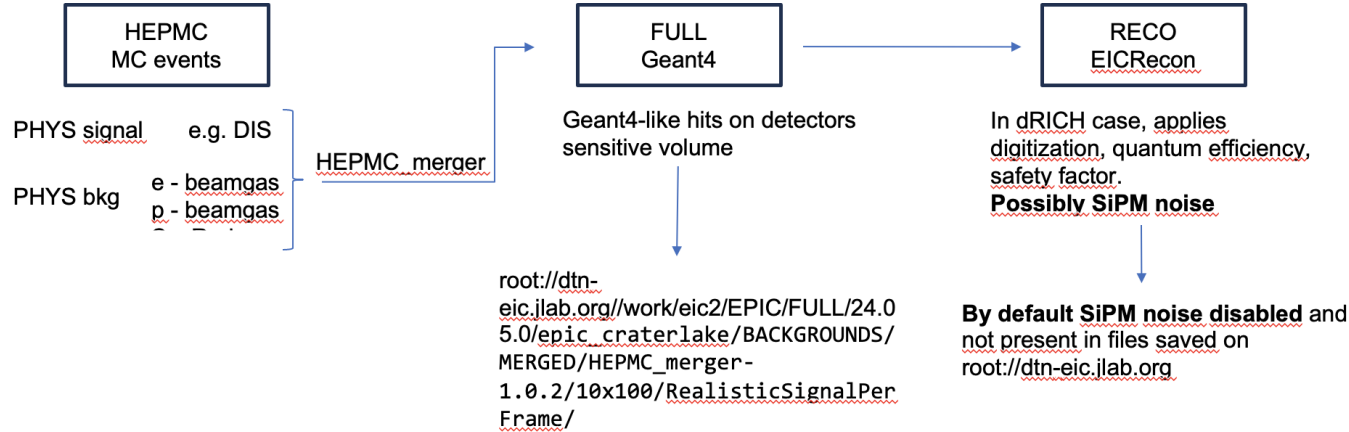 HEPMC
MC events
FULL
Geant4
RECO
EICRecon
PHYS signal e.g. DIS
PHYS bkg
e - beamgas
p - beamgas
HEPMC_merger
Geant4-like hits on detectors
sensitive volume
In dRICH case, applies
digitization, quantum efficiency,
safety factor.
Possibly SiPM noise
root://dtn-
eic.jlab.org//work/eic2/EPIC/FULL/24.0
5.0/epic_craterlake/BACKGROUNDS/
MERGED/HEPMC_merger-
1.0.2/10x100/RealisticSignalPer
Frame/
By default SiPM noise disabled and
not present in files saved on
root://dtn-eic.jlab.org